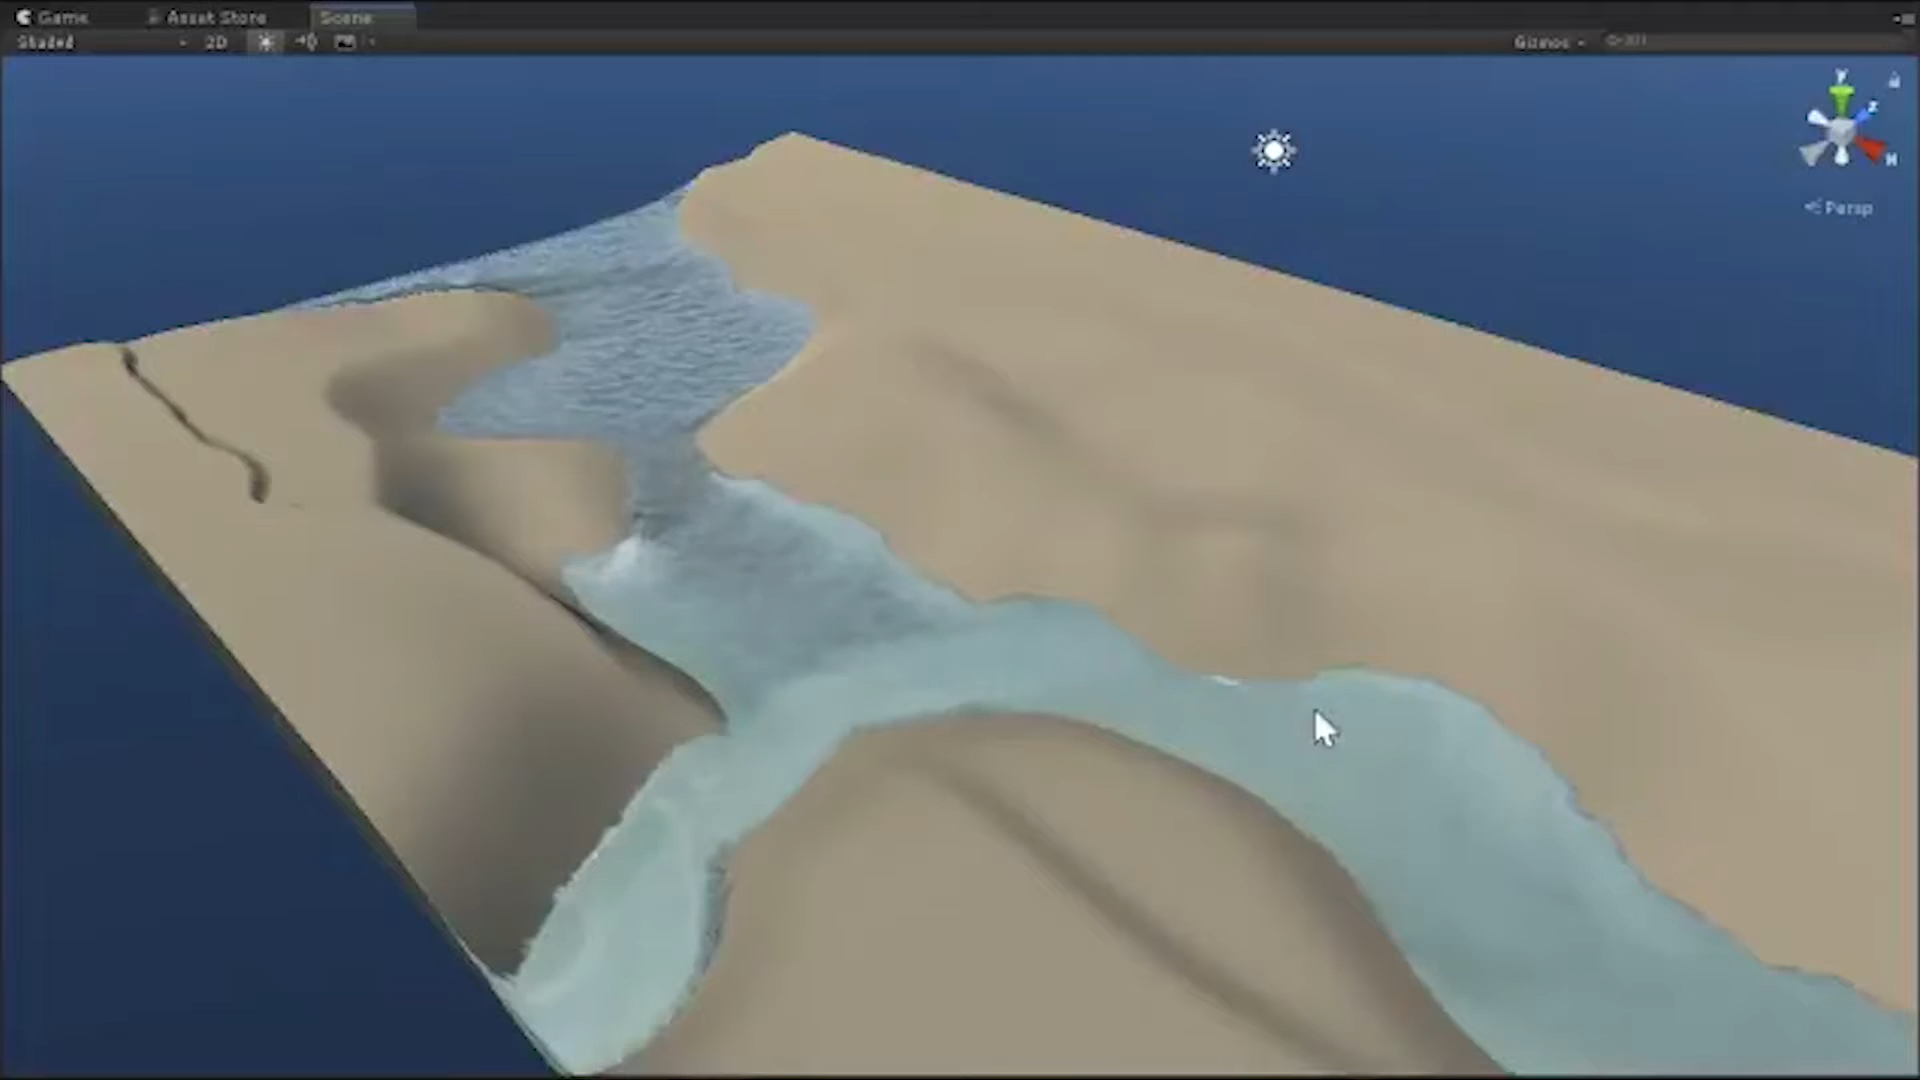 Game Asset Store Scene
Shaded 2D Gizmos
y
z
Persp